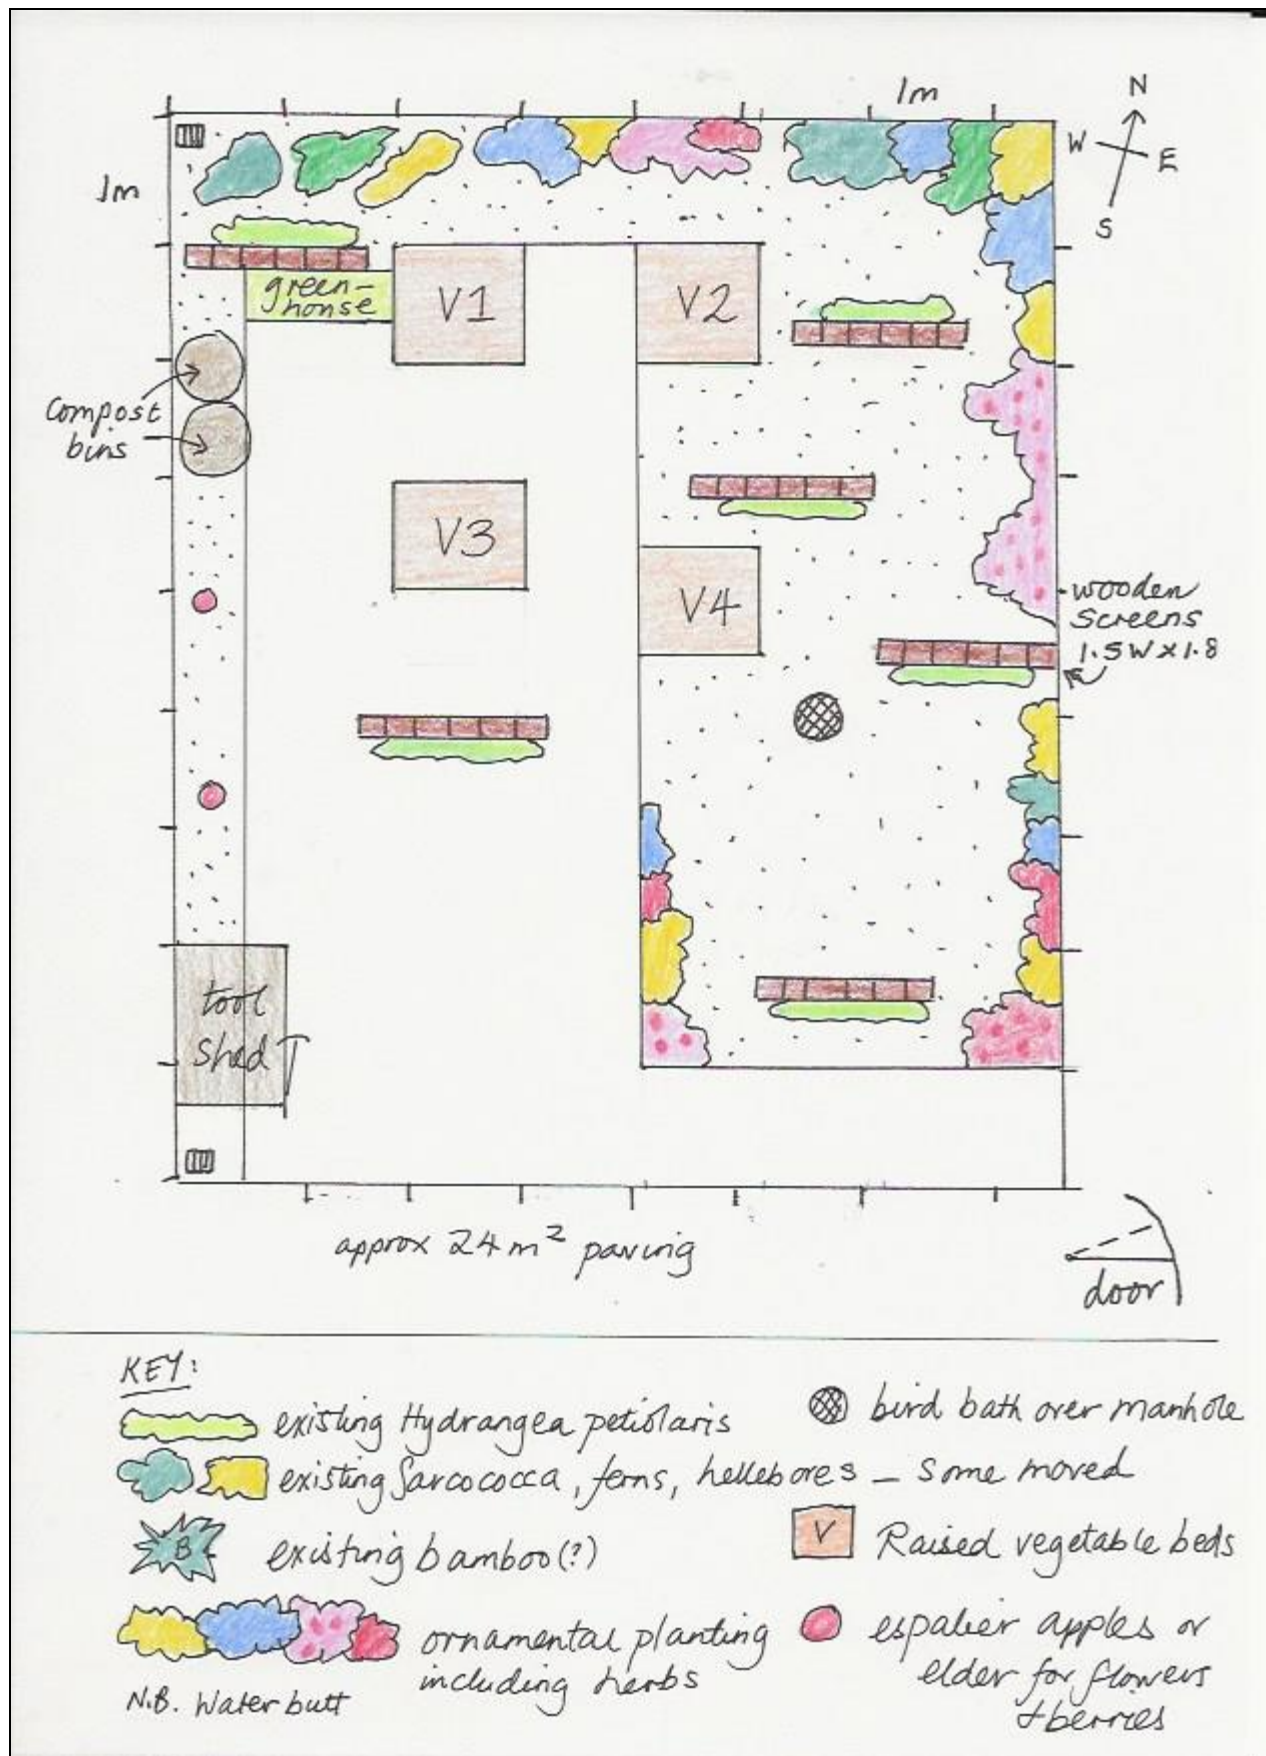 N
1m
W
E
S
1m
green-
house
V1
V2
Compost
bins
V3
V4
wooden
screens
1.5W x 1.8
tool
shed
approx 24m² paving
door
KEY:
existing Hydrangea petiolaris
bird bath over manhole
existing Sarcococca, ferns, hellebores – some moved
B
existing bamboo(?)
V
Raised vegetable beds
ornamental planting
including herbs
espalier apples or
elder for flowers
+ berries
N.B. Water butt